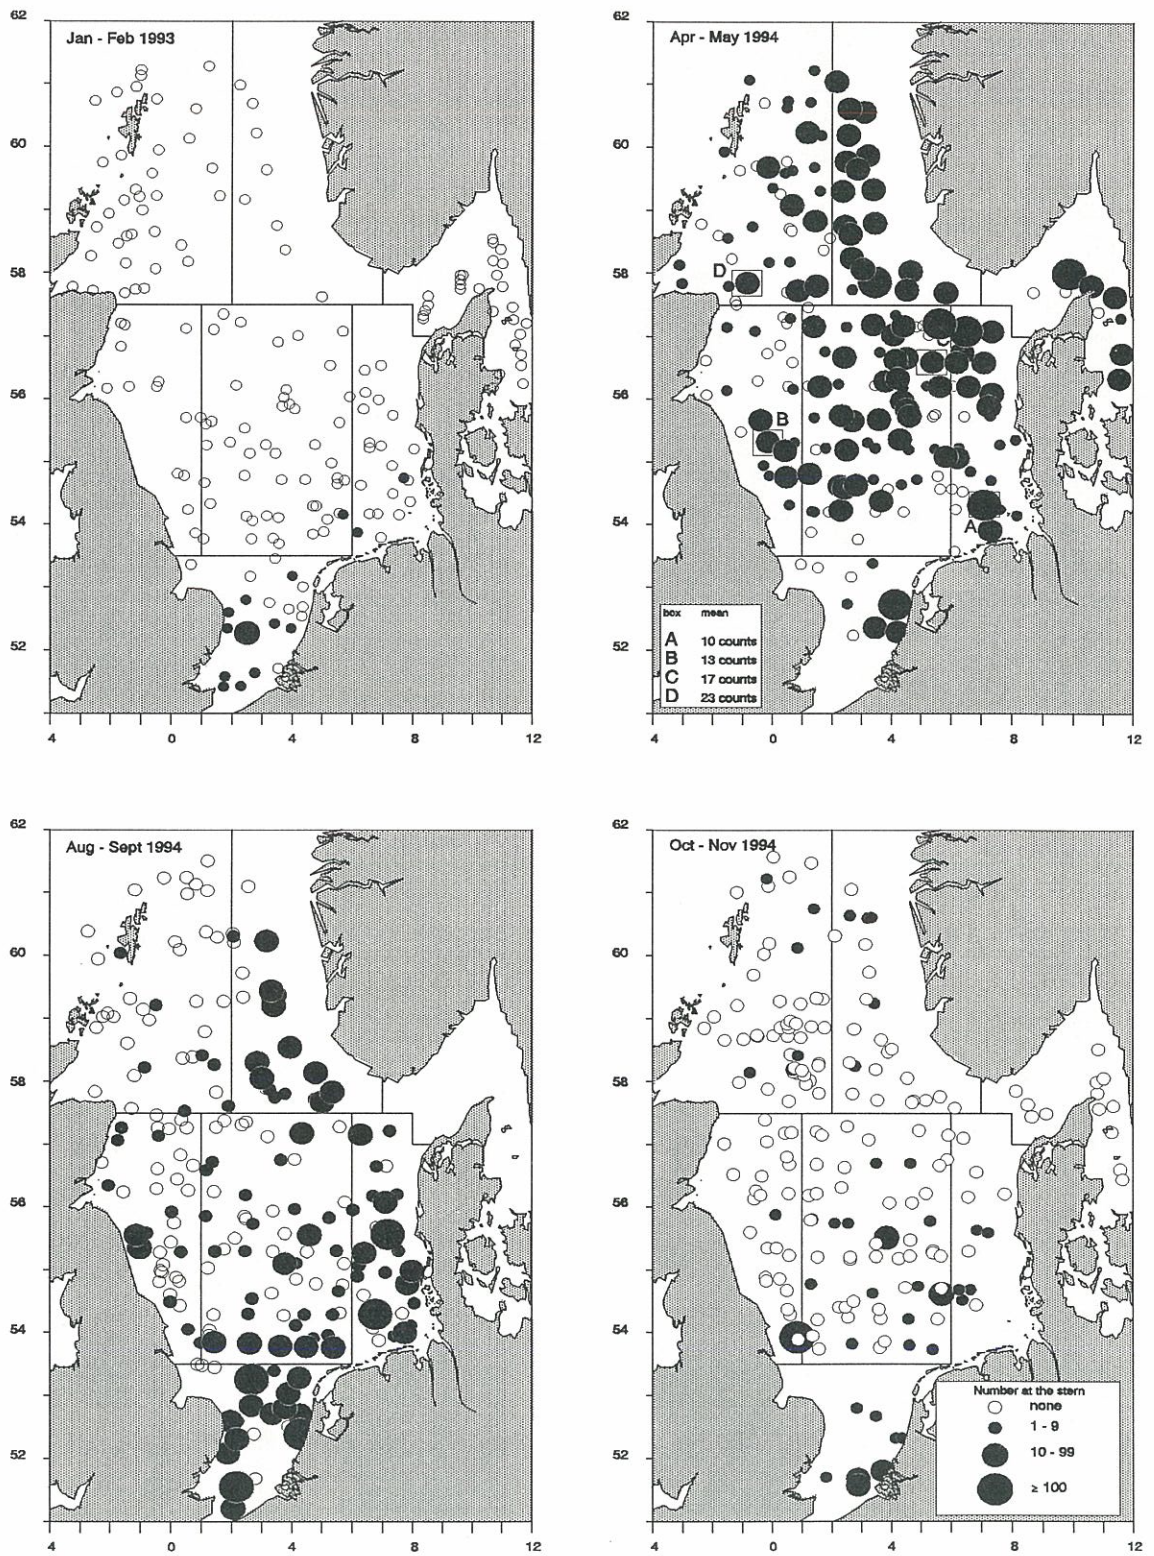 62
Jan - Feb 1993
60
58
56
54
52
4 0 4 8 12
62
Apr - May 1994
60
D
58
C
56
B
54
A
52
box mean
A 10 counts
B 13 counts
C 17 counts
D 23 counts
4 0 4 8 12
62
Aug - Sept 1994
60
58
56
54
52
4 0 4 8 12
62
Oct - Nov 1994
60
58
56
54
52
Number at the stern
none
1 - 9
10 - 99
≥ 100
4 0 4 8 12